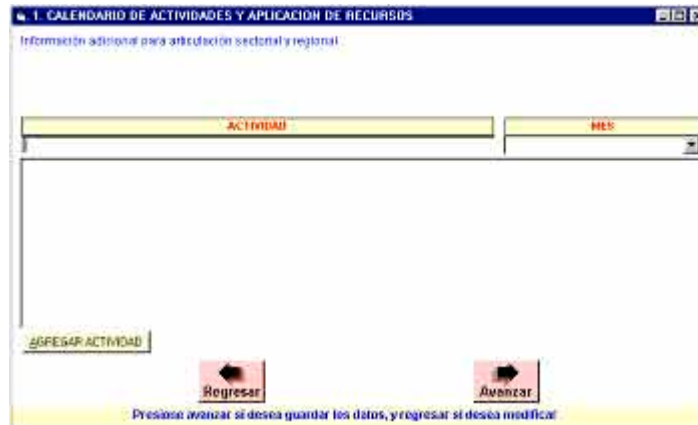 1. CALENDARIO DE ACTIVIDADES Y APLICACION DE RECURSOS
Información adicional para articulación sectorial y regional
ACTIVIDAD MES
AGREGAR ACTIVIDAD
Regresar Avanzar
Presione avanzar si desea guardar los datos, y regresar si desea modificar